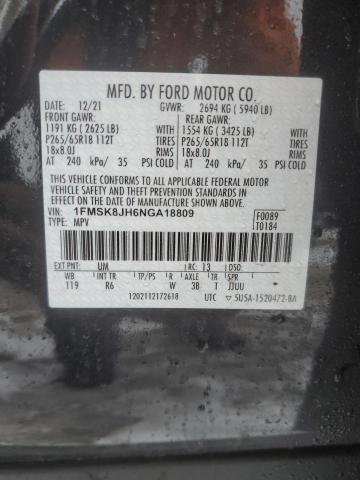 MFD. BY FORD MOTOR CO.
DATE: 12/21 GVWR: 2694 KG ( 5940 LB)
FRONT GAWR: REAR GAWR:
1191 KG (2625 LB) 1554 KG ( 3425 LB)
P265/65R18 112T TIRES P265/65R18 112T TIRES
18x8.0J RIMS 18x8.0J RIMS
AT 240 kPa/ 35 PSI COLD AT 240 kPa/ 35 PSI COLD
THIS VEHICLE CONFORMS TO ALL APPLICABLE FEDERAL MOTOR
VEHICLE SAFETY AND THEFT PREVENTION STANDARDS IN
EFFECT ON THE DATE OF MANUFACTURE SHOWN ABOVE.
VIN: 1FMSK8JH6NGA18809 F0089
TYPE: MPV T0184
EXT PNT: UM RC: 13 DSO:
WB INT TR TP/PS R AXLE TR SPR
119 R6 W 3B T JJUU
1202112172618 UTC ▽5U5A-1520472-BA